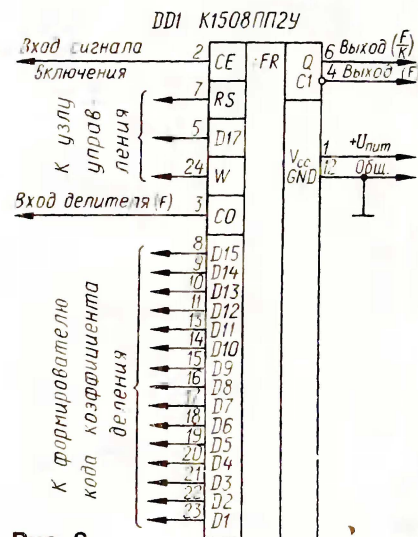 DD1 К1508ПП2У
Вход сигнала 2 CE FR Q 6 Выход (F/K)
включения C1 4 Выход (F
7 RS
К узлу управления
5 D17
24 W
Vcc 1 +Uпит
GND 12 Общ.
Вход делителя (F) 3 CO
К формирователю кода коэффициента деления
8 D15
9 D14
10 D13
11 D12
13 D11
14 D10
15 D9
16 D8
D7
18 D6
19 D5
20 D4
21 D3
22 D2
23 D1